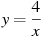 y = 4/x